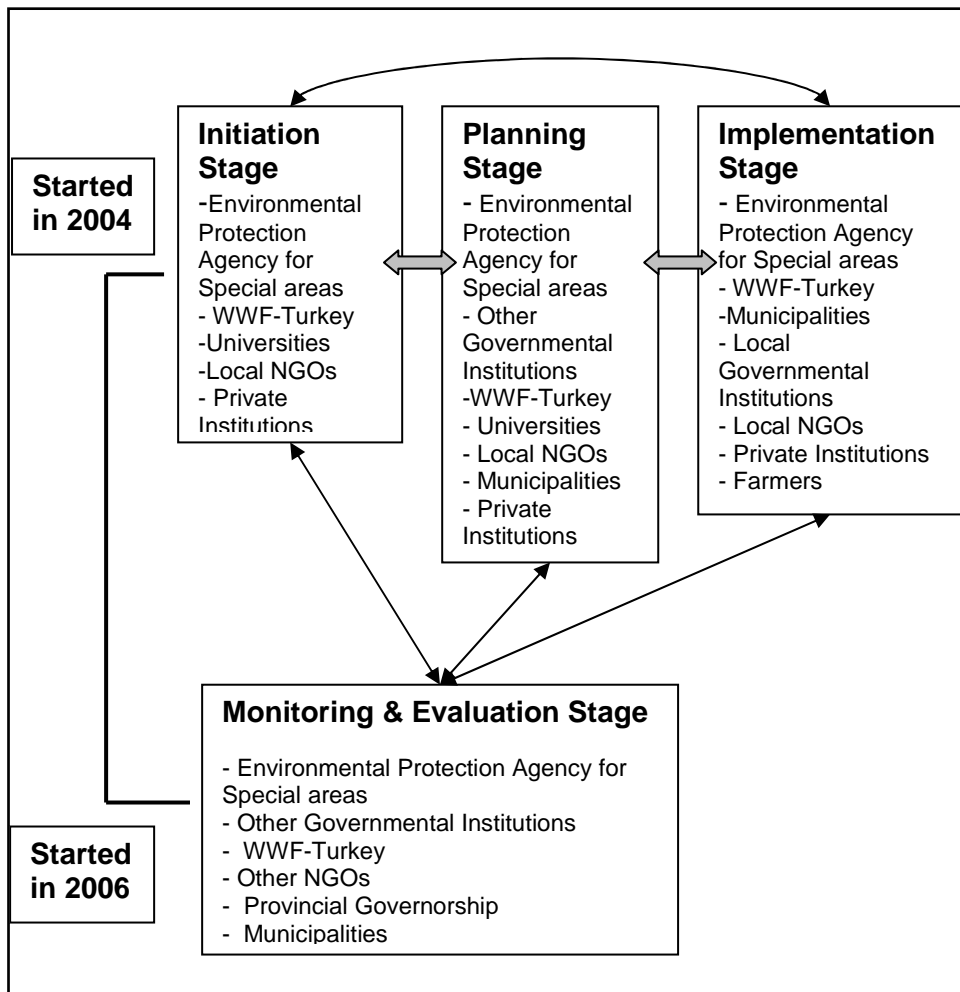 Started
in 2004
Initiation
Stage
-Environmental
Protection
Agency for
Special areas
- WWF-Turkey
-Universities
-Local NGOs
- Private
Institutions
Planning
Stage
- Environmental
Protection
Agency for
Special areas
- Other
Governmental
Institutions
-WWF-Turkey
- Universities
- Local NGOs
- Municipalities
- Private
Institutions
Implementation
Stage
- Environmental
Protection Agency
for Special areas
- WWF-Turkey
-Municipalities
- Local
Governmental
Institutions
- Local NGOs
- Private Institutions
- Farmers
Started
in 2006
Monitoring & Evaluation Stage
- Environmental Protection Agency for
Special areas
- Other Governmental Institutions
- WWF-Turkey
- Other NGOs
- Provincial Governorship
- Municipalities